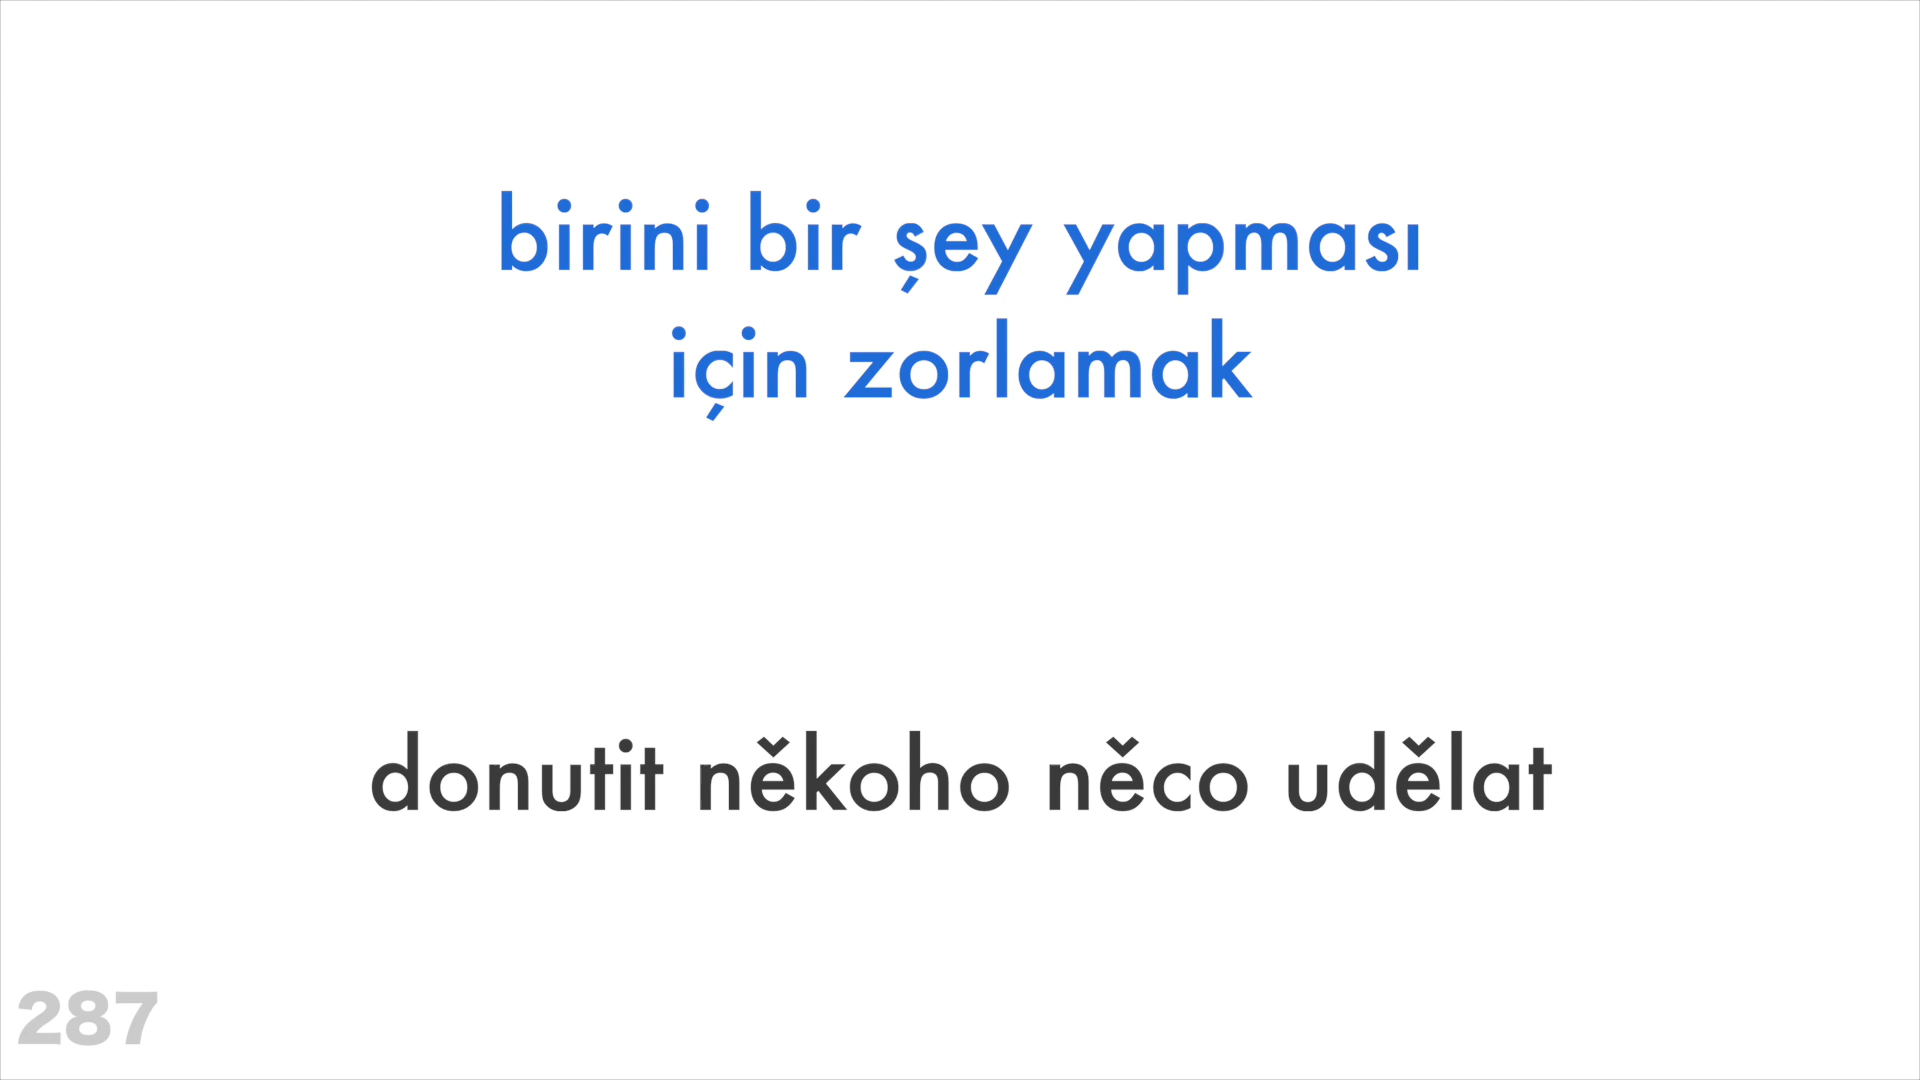 birini bir şey yapması
için zorlamak
donutit někoho něco udělat
287